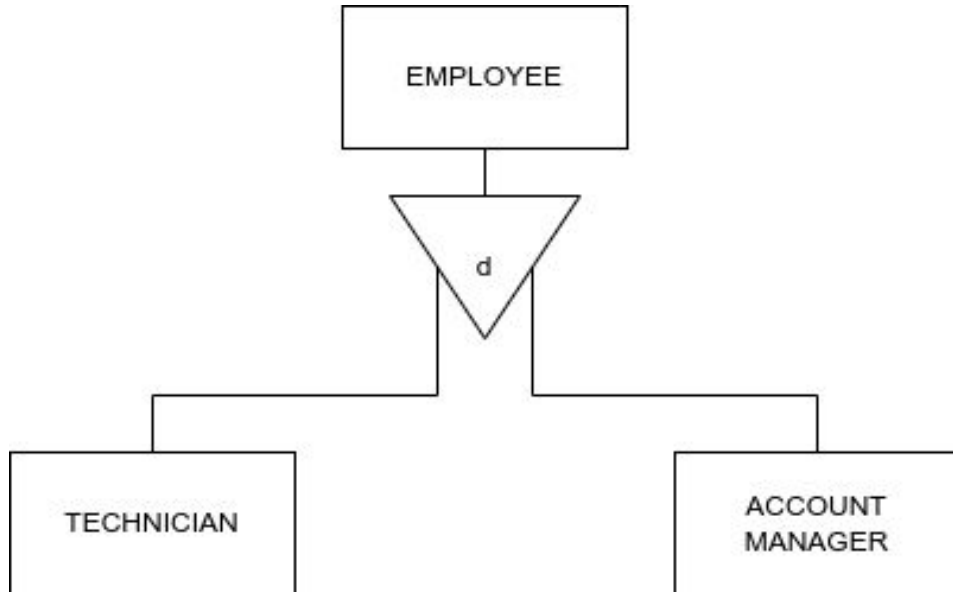 EMPLOYEE
d
TECHNICIAN
ACCOUNT
MANAGER